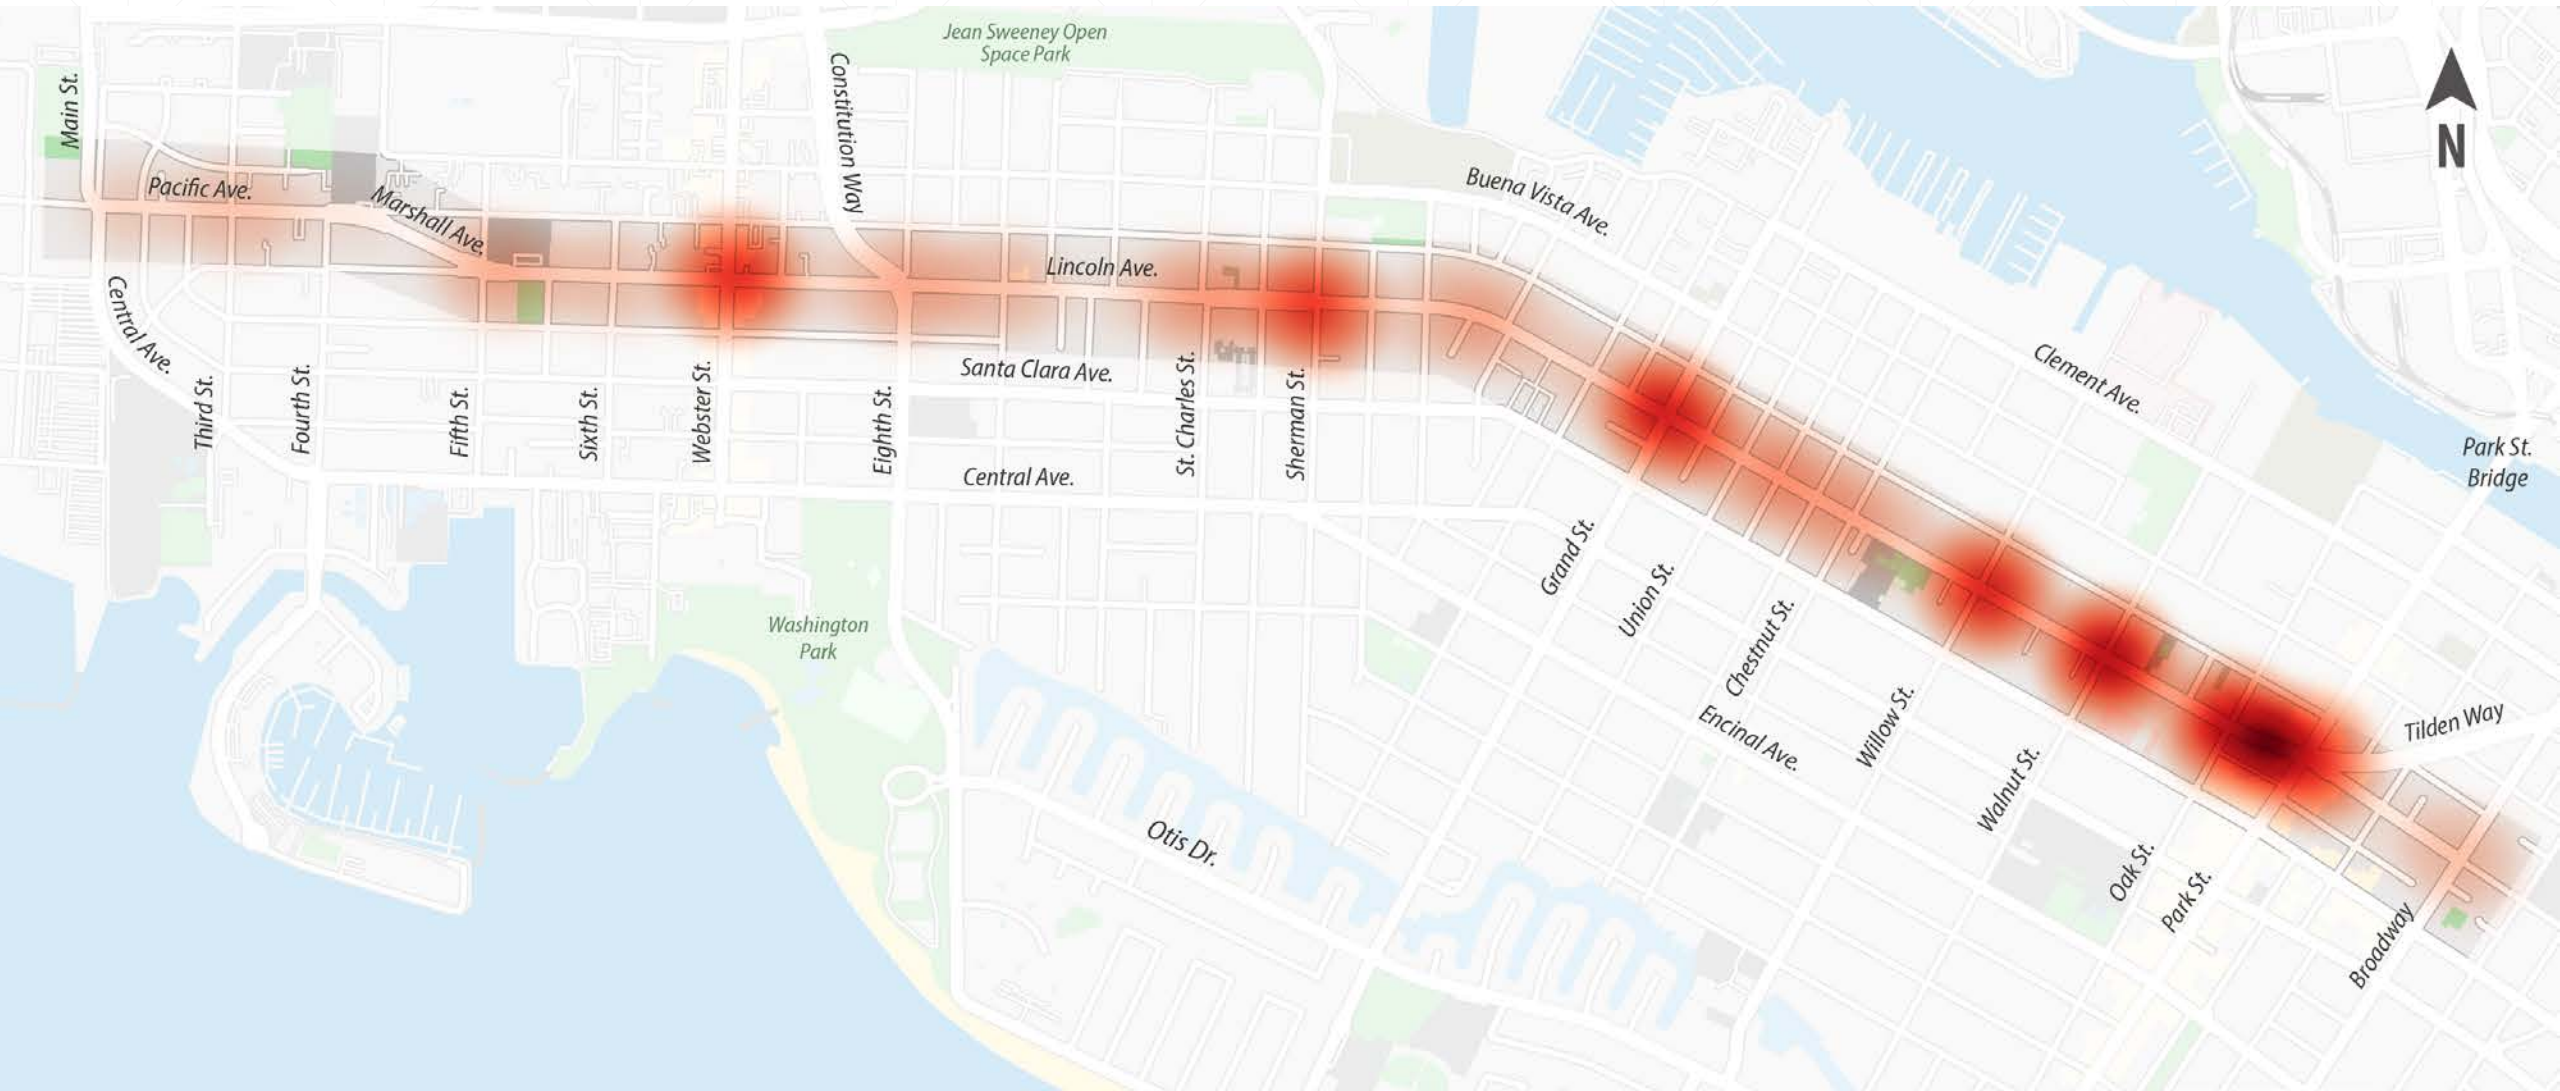 Jean Sweeney Open
Space Park
Main St.
Constitution Way
N
Pacific Ave.
Marshall Ave.
Buena Vista Ave.
Lincoln Ave.
Central Ave.
Santa Clara Ave.
Third St.
Fourth St.
Fifth St.
Sixth St.
Webster St.
Eighth St.
St. Charles St.
Sherman St.
Central Ave.
Clement Ave.
Park St.
Bridge
Grand St.
Union St.
Chestnut St.
Washington
Park
Willow St.
Encinal Ave.
Tilden Way
Walnut St.
Otis Dr.
Oak St.
Park St.
Broadway